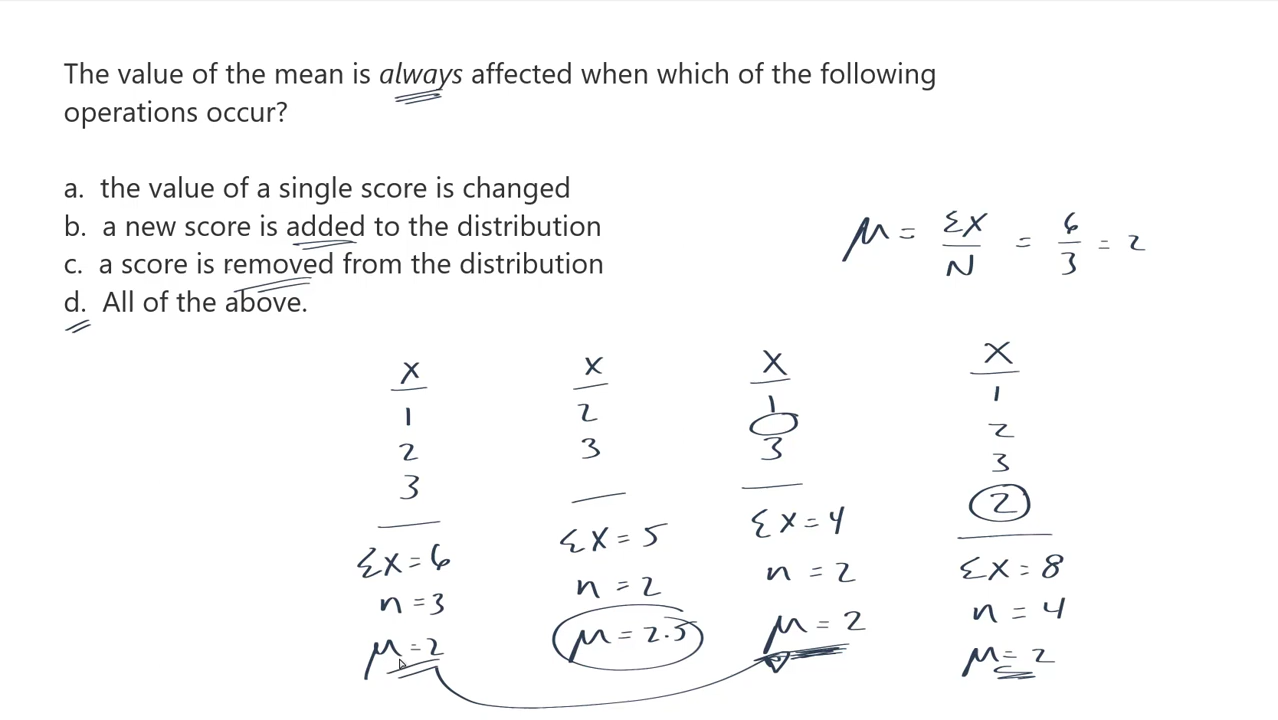 The value of the mean is always affected when which of the following
operations occur?
a. the value of a single score is changed
b. a new score is added to the distribution
c. a score is removed from the distribution
d. All of the above.
μ = ΣX/N = 6/3 = 2
X
1
2
3
ΣX = 6
n = 3
μ = 2
X
2
3
ΣX = 5
n = 2
μ = 2.5
X
1
3
ΣX = 4
n = 2
μ = 2
X
1
2
3
2
ΣX = 8
n = 4
μ = 2